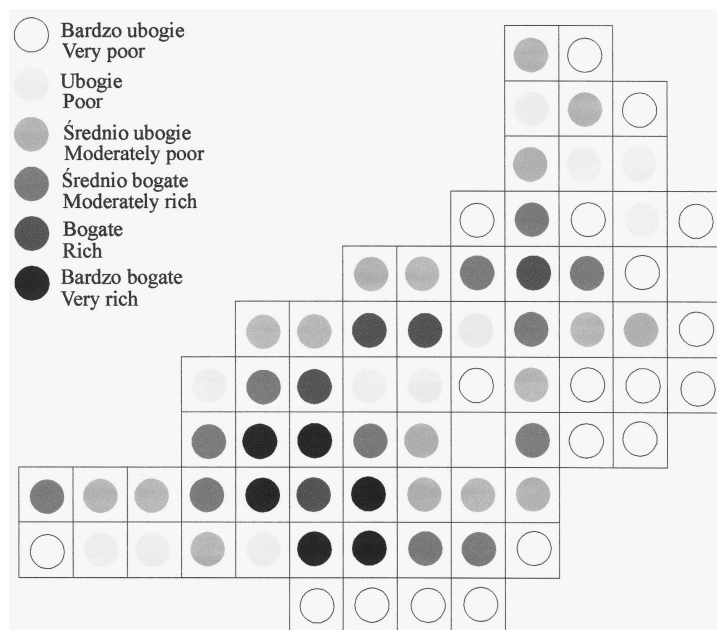 Bardzo ubogie
Very poor
Ubogie
Poor
Średnio ubogie
Moderately poor
Średnio bogate
Moderately rich
Bogate
Rich
Bardzo bogate
Very rich